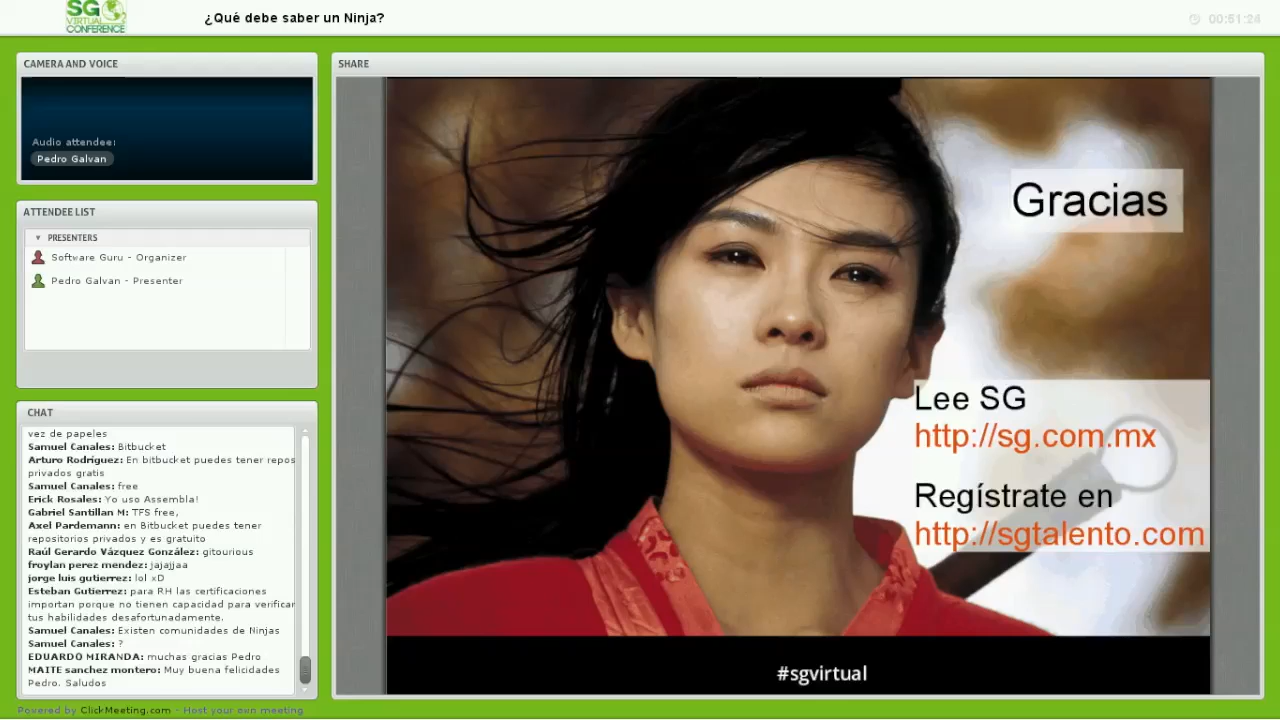 SG
VIRTUAL
CONFERENCE
¿Qué debe saber un Ninja?
00:51:24
CAMERA AND VOICE
Audio attendee:
Pedro Galvan
ATTENDEE LIST
PRESENTERS
Software Guru - Organizer
Pedro Galvan - Presenter
CHAT
vez de papeles
Samuel Canales: Bitbucket
Arturo Rodríguez: En bitbucket puedes tener repos
privados gratis
Samuel Canales: free
Erick Rosales: Yo uso Assembla!
Gabriel Santillan M: TFS free,
Axel Pardemann: en Bitbucket puedes tener
repositorios privados y es gratuito
Raúl Gerardo Vázquez González: gitourious
froylan perez mendez: jajajjaa
jorge luis gutierrez: lol xD
Esteban Gutierrez: para RH las certificaciones
importan porque no tienen capacidad para verificar
tus habilidades desafortunadamente.
Samuel Canales: Existen comunidades de Ninjas
Samuel Canales: ?
EDUARDO MIRANDA: muchas gracias Pedro
MAITE sanchez montero: Muy buena felicidades
Pedro. Saludos
Powered by ClickMeeting.com - Host your own meeting
SHARE
Gracias
Lee SG
http://sg.com.mx
Regístrate en
http://sgtalento.com
#sgvirtual